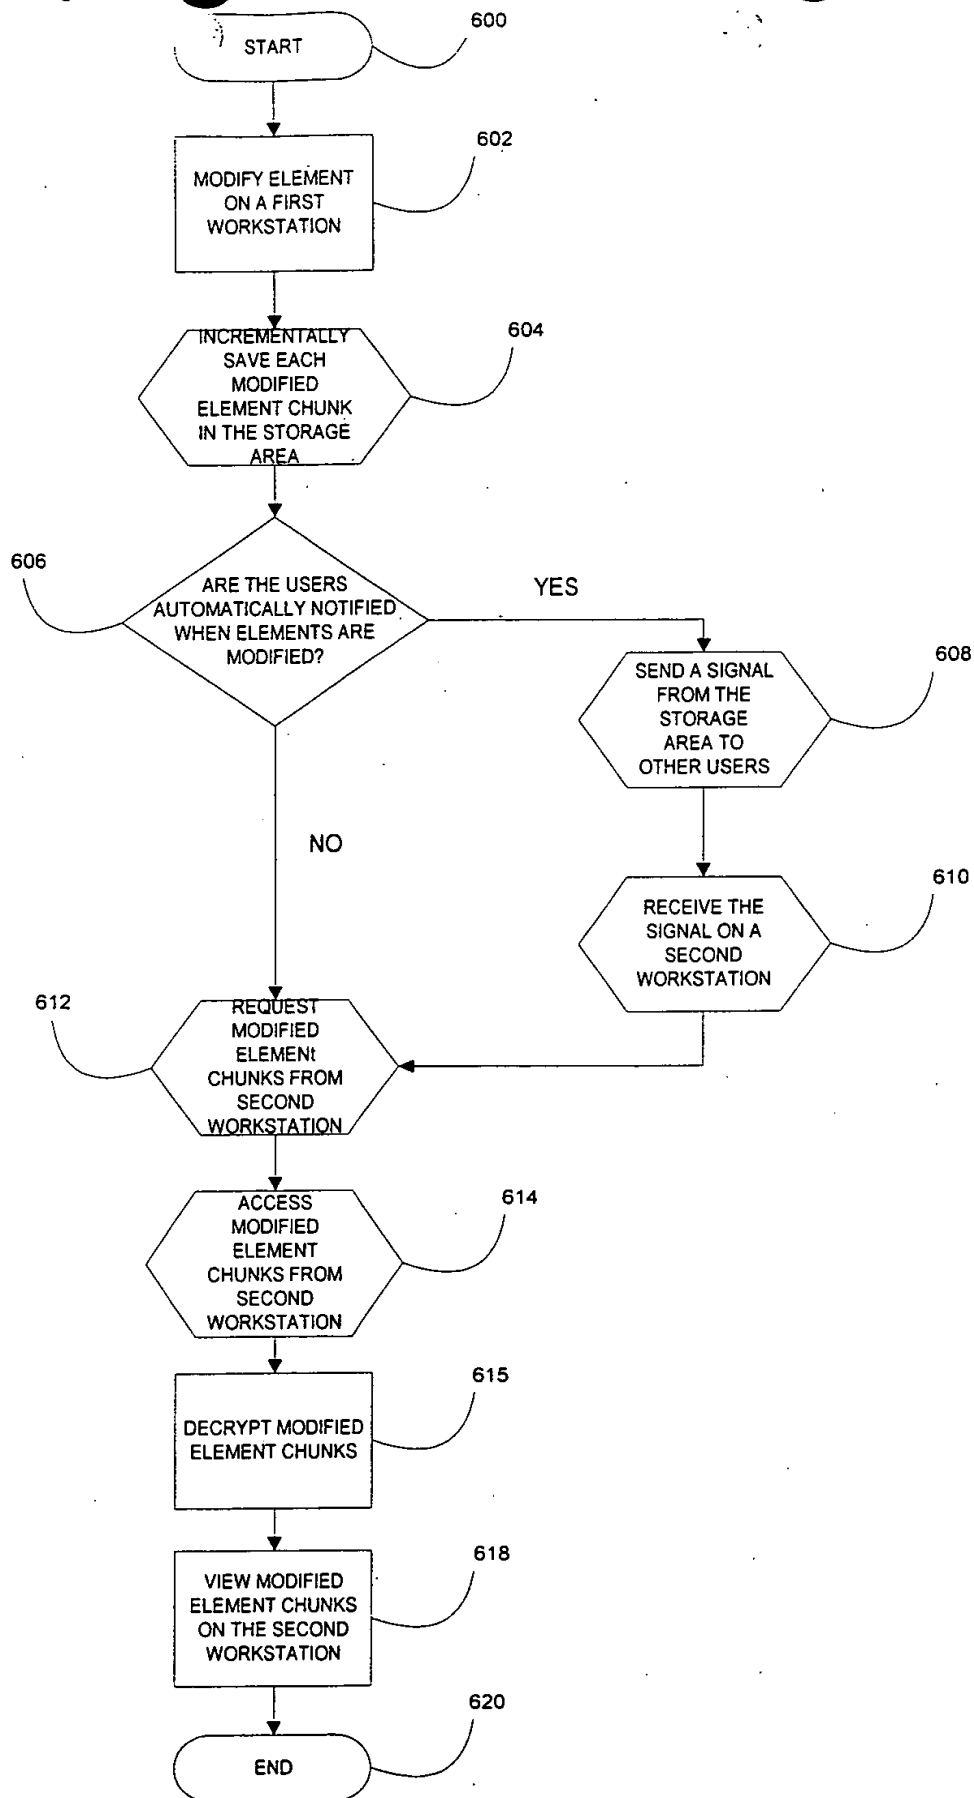 600
START
602
MODIFY ELEMENT
ON A FIRST
WORKSTATION
604
INCREMENTALLY
SAVE EACH
MODIFIED
ELEMENT CHUNK
IN THE STORAGE
AREA
606
ARE THE USERS
AUTOMATICALLY NOTIFIED
WHEN ELEMENTS ARE
MODIFIED?
YES
608
SEND A SIGNAL
FROM THE
STORAGE
AREA TO
OTHER USERS
NO
610
RECEIVE THE
SIGNAL ON A
SECOND
WORKSTATION
612
REQUEST
MODIFIED
ELEMENt
CHUNKS FROM
SECOND
WORKSTATION
614
ACCESS
MODIFIED
ELEMENT
CHUNKS FROM
SECOND
WORKSTATION
615
DECRYPT MODIFIED
ELEMENT CHUNKS
618
VIEW MODIFIED
ELEMENT CHUNKS
ON THE SECOND
WORKSTATION
620
END